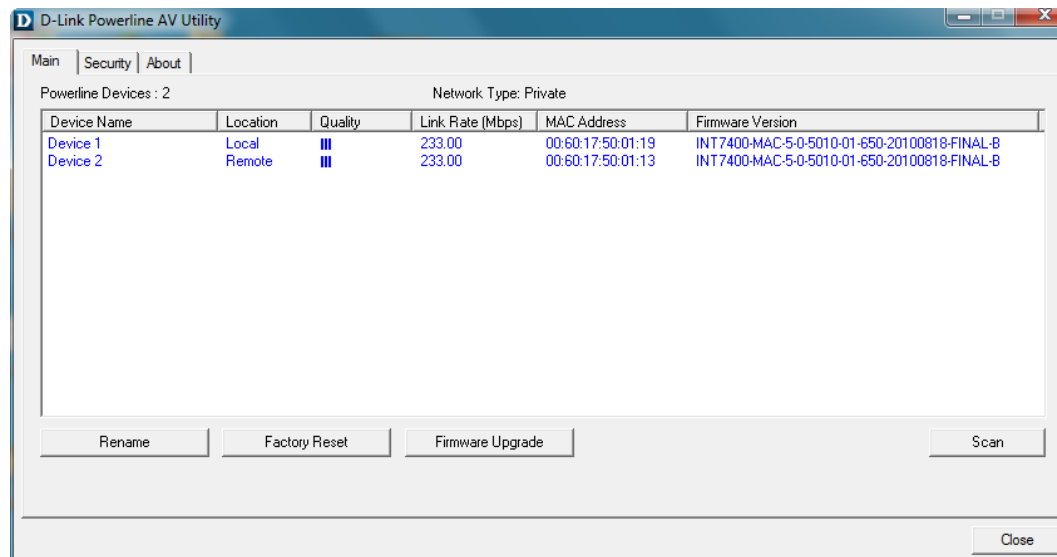 D-Link Powerline AV Utility
Main Security About
Powerline Devices : 2 Network Type: Private
Device Name Location Quality Link Rate (Mbps) MAC Address Firmware Version
Device 1 Local 233.00 00:60:17:50:01:19 INT7400-MAC-5-0-5010-01-650-20100818-FINAL-B
Device 2 Remote 233.00 00:60:17:50:01:13 INT7400-MAC-5-0-5010-01-650-20100818-FINAL-B
Rename Factory Reset Firmware Upgrade Scan
Close